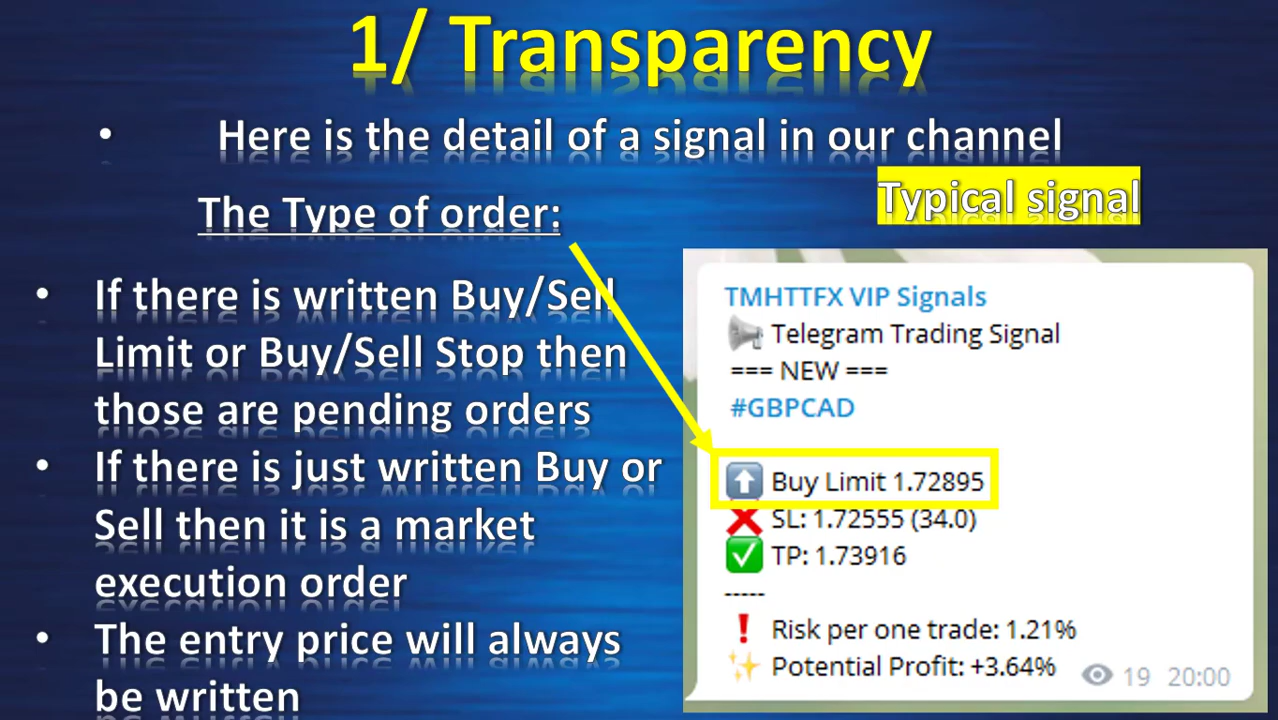 1/ Transparency
• Here is the detail of a signal in our channel
Typical signal
The Type of order:
• If there is written Buy/Sell
Limit or Buy/Sell Stop then
those are pending orders
• If there is just written Buy or
Sell then it is a market
execution order
• The entry price will always
be written
TMHTTFX VIP Signals
Telegram Trading Signal
=== NEW ===
#GBPCAD
Buy Limit 1.72895
SL: 1.72555 (34.0)
TP: 1.73916
-----
Risk per one trade: 1.21%
Potential Profit: +3.64%
19 20:00